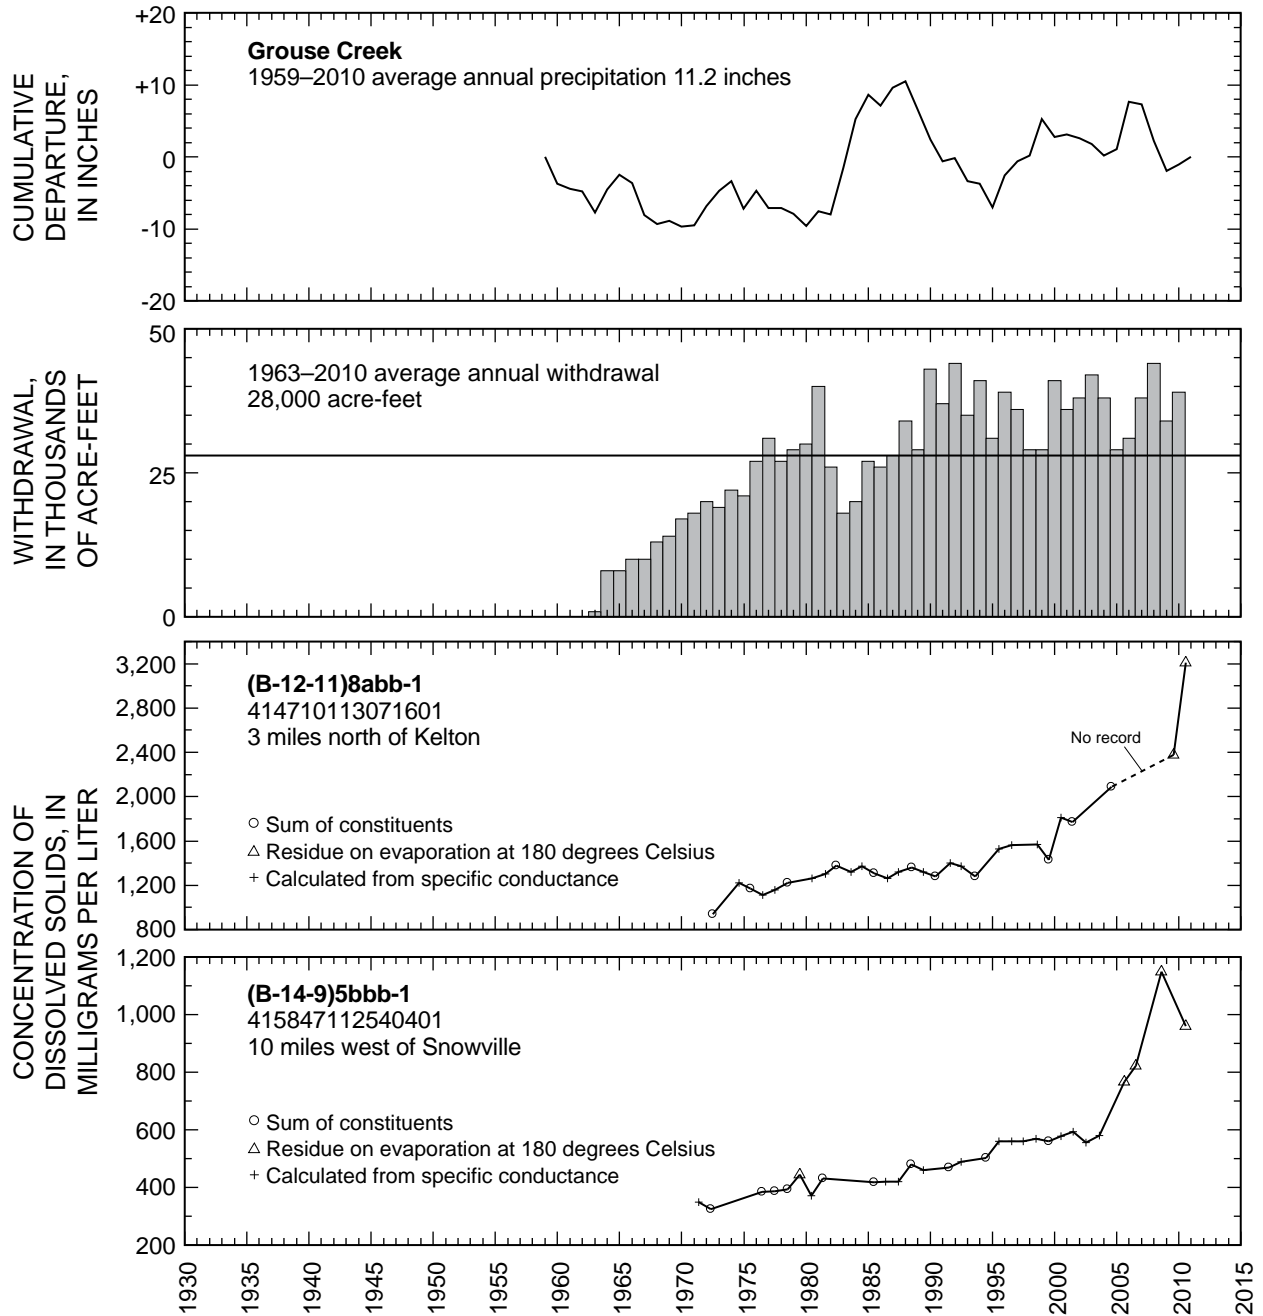 CUMULATIVE
DEPARTURE,
IN INCHES
+20
+10
0
-10
-20
Grouse Creek
1959–2010 average annual precipitation 11.2 inches
WITHDRAWAL,
IN THOUSANDS
OF ACRE-FEET
50
25
0
1963–2010 average annual withdrawal
28,000 acre-feet
CONCENTRATION OF
DISSOLVED SOLIDS, IN
MILLIGRAMS PER LITER
3,200
2,800
2,400
2,000
1,600
1,200
800
(B-12-11)8abb-1
414710113071601
3 miles north of Kelton
No record
Sum of constituents
Residue on evaporation at 180 degrees Celsius
Calculated from specific conductance
1,200
1,000
800
600
400
200
(B-14-9)5bbb-1
415847112540401
10 miles west of Snowville
Sum of constituents
Residue on evaporation at 180 degrees Celsius
Calculated from specific conductance
1930
1935
1940
1945
1950
1955
1960
1965
1970
1975
1980
1985
1990
1995
2000
2005
2010
2015